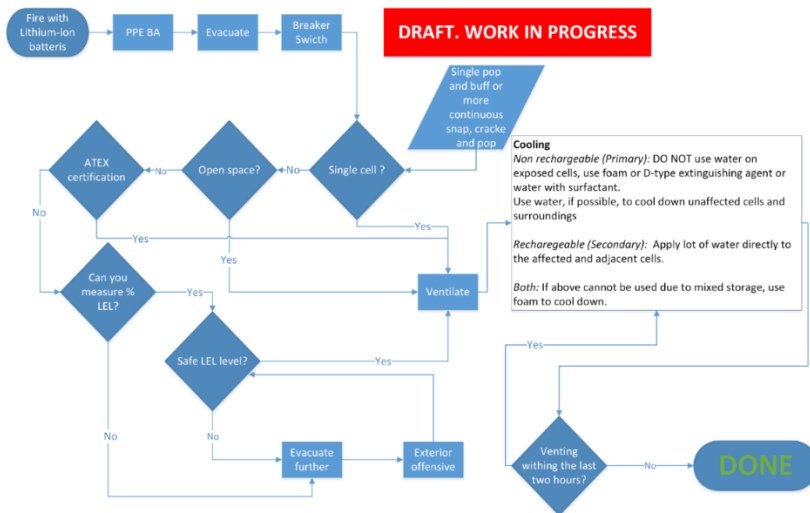 Fire with
Lithium-ion
batteris
PPE BA
Evacuate
Breaker
Swicth
DRAFT. WORK IN PROGRESS
Single pop
and buff or
more
continuous
snap, cracke
and pop
ATEX
certification
No
Open space?
No
Single cell ?
No
Yes
Yes
Yes
Can you
measure %
LEL?
Yes
Ventilate
Safe LEL level?
Yes
No
No
Evacuate
further
Exterior
offensive
Cooling
Non rechargeable (Primary): DO NOT use water on
exposed cells, use foam or D-type extinguishing agent or
water with surfactant.
Use water, if possible, to cool down unaffected cells and
surroundings
Rechargeable (Secondary): Apply lot of water directly to
the affected and adjacent cells.
Both: If above cannot be used due to mixed storage, use
foam to cool down.
Yes
Venting
withing the last
two hours?
No
DONE